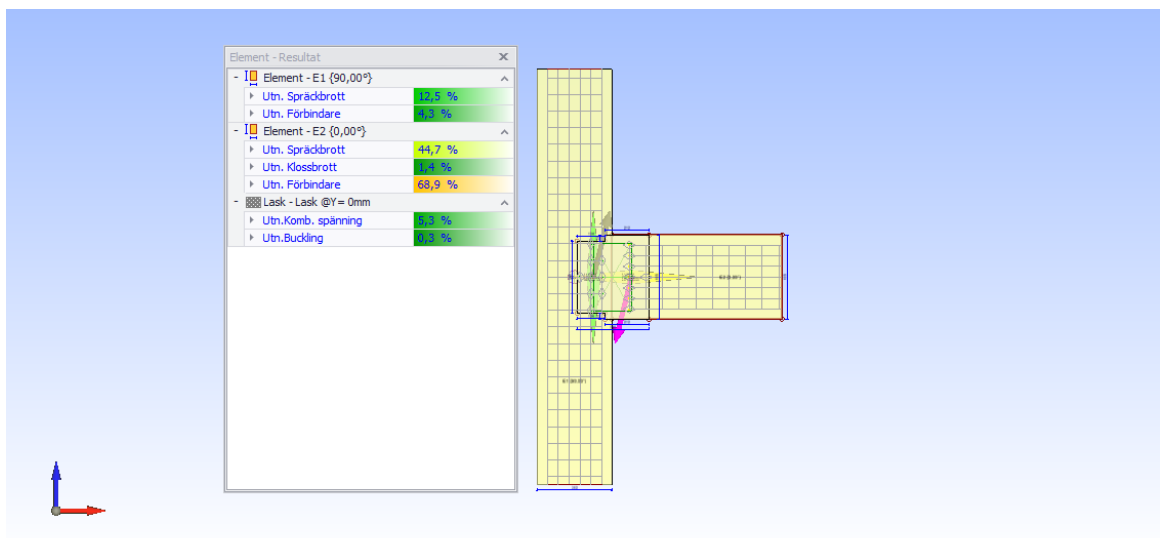 Element - Resultat
Element - E1 {90,00°}
Utn. Spräckbrott 12,5 %
Utn. Förbindare 4,3 %
Element - E2 {0,00°}
Utn. Spräckbrott 44,7 %
Utn. Klossbrott 1,4 %
Utn. Förbindare 68,9 %
Lask - Lask @Y= 0mm
Utn.Komb. spänning 5,3 %
Utn.Buckling 0,3 %